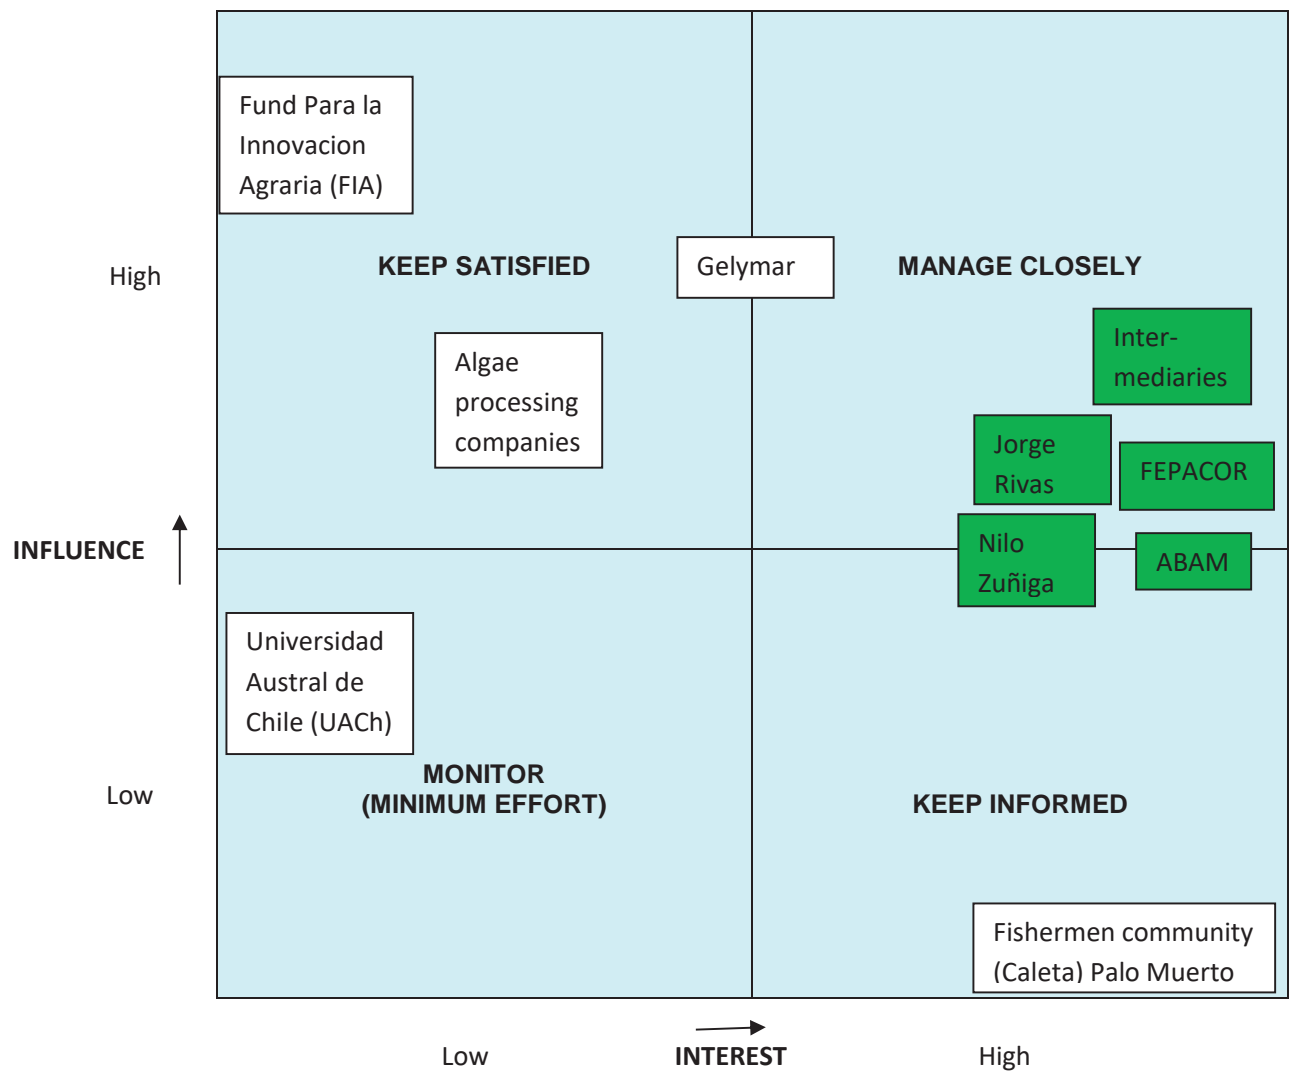 Fund Para la
Innovacion
Agraria (FIA)
High
KEEP SATISFIED
Gelymar
MANAGE CLOSELY
Algae
processing
companies
Inter-
mediaries
Jorge
Rivas
FEPACOR
INFLUENCE
Nilo
Zuñiga
ABAM
Universidad
Austral de
Chile (UACh)
Low
MONITOR
(MINIMUM EFFORT)
KEEP INFORMED
Fishermen community
(Caleta) Palo Muerto
Low
INTEREST
High